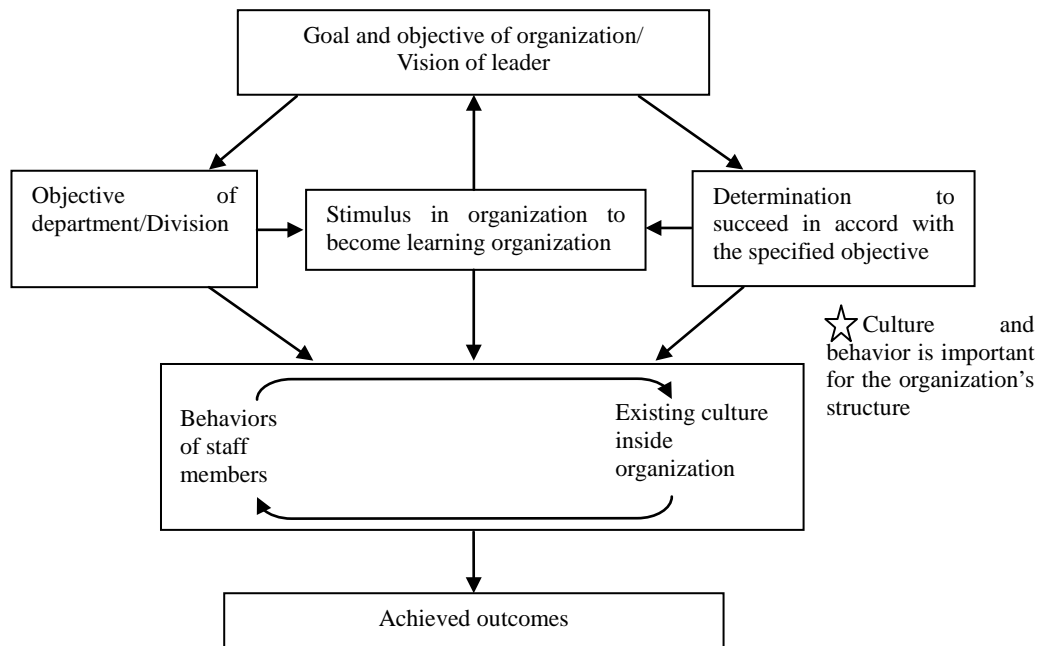 Goal and objective of organization/
Vision of leader
Objective of
department/Division
Stimulus in organization to
become learning organization
Determination to
succeed in accord with
the specified objective
Culture and
behavior is important
for the organization's
structure
Behaviors
of staff
members
Existing culture
inside
organization
Achieved outcomes